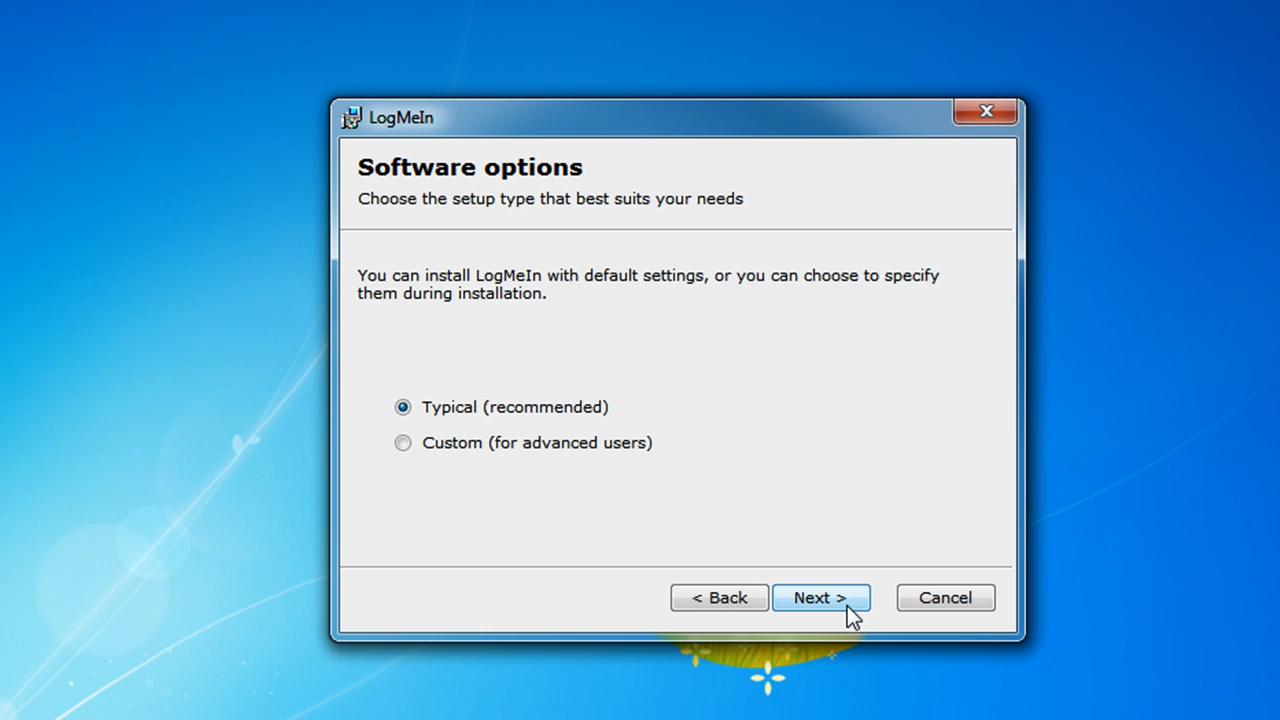 LogMeIn
Software options
Choose the setup type that best suits your needs
You can install LogMeIn with default settings, or you can choose to specify
them during installation.
Typical (recommended)
Custom (for advanced users)
< Back
Next >
Cancel